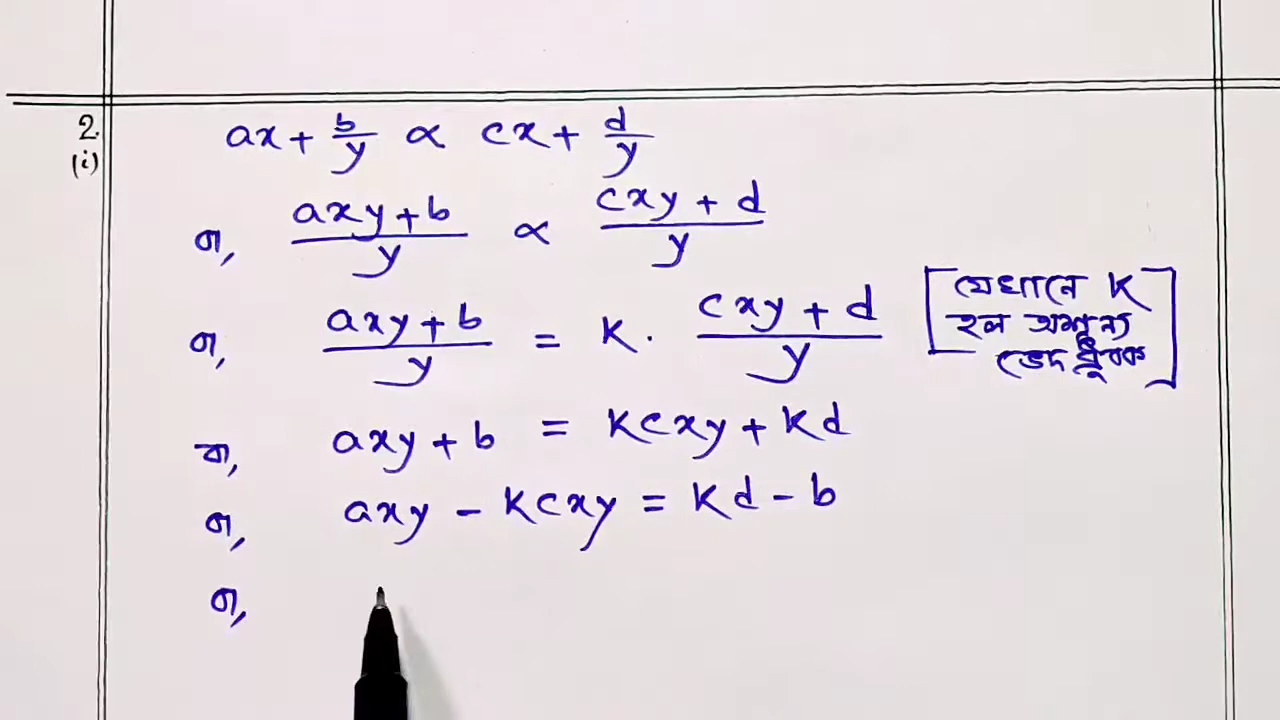 2.
(i)
ax + b/y ∝ cx + d/y
বা, (axy + b)/y ∝ (cxy + d)/y
বা, (axy + b)/y = K . (cxy + d)/y [যেখানে K হল অশূন্য ভেদ ধ্রুবক]
বা, axy + b = Kcxy + Kd
বা, axy - Kcxy = Kd - b
বা,